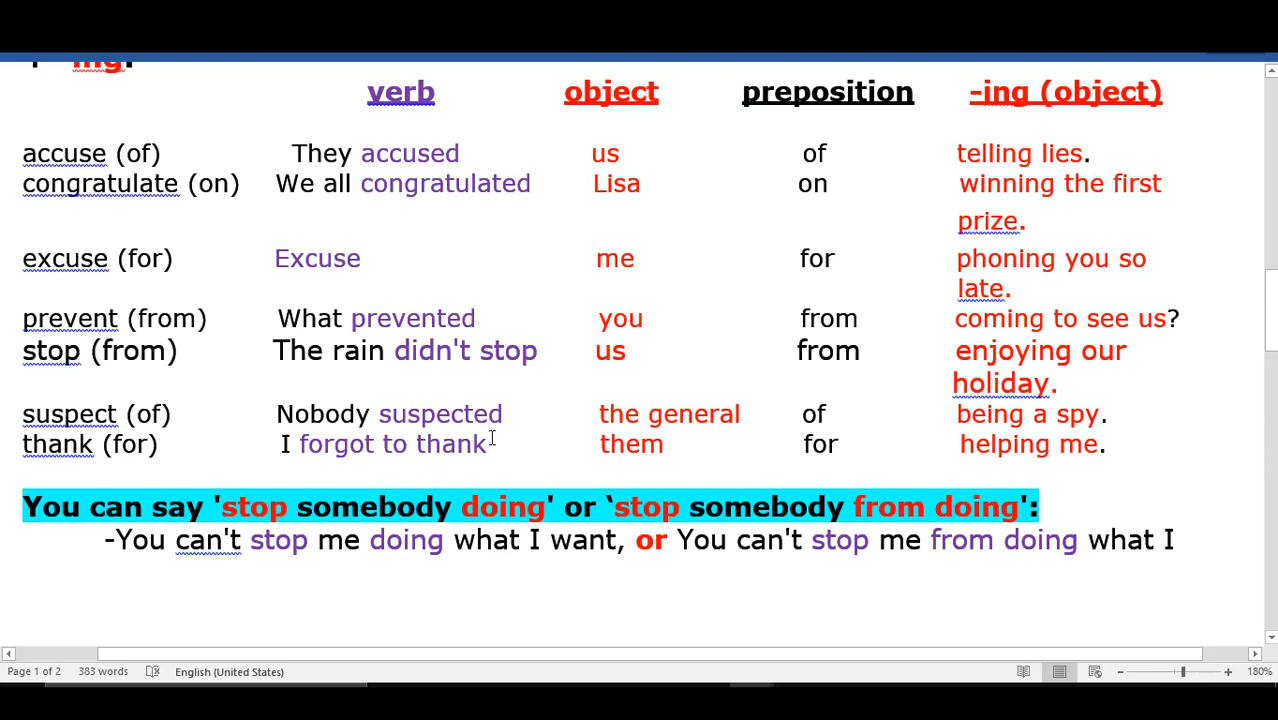 -ing:
verb object preposition -ing (object)
accuse (of) They accused us of telling lies.
congratulate (on) We all congratulated Lisa on winning the first
prize.
excuse (for) Excuse me for phoning you so
late.
prevent (from) What prevented you from coming to see us?
stop (from) The rain didn't stop us from enjoying our
holiday.
suspect (of) Nobody suspected the general of being a spy.
thank (for) I forgot to thank them for helping me.
You can say 'stop somebody doing' or ‘stop somebody from doing':
-You can't stop me doing what I want, or You can't stop me from doing what I
Page 1 of 2 383 words English (United States) 180%